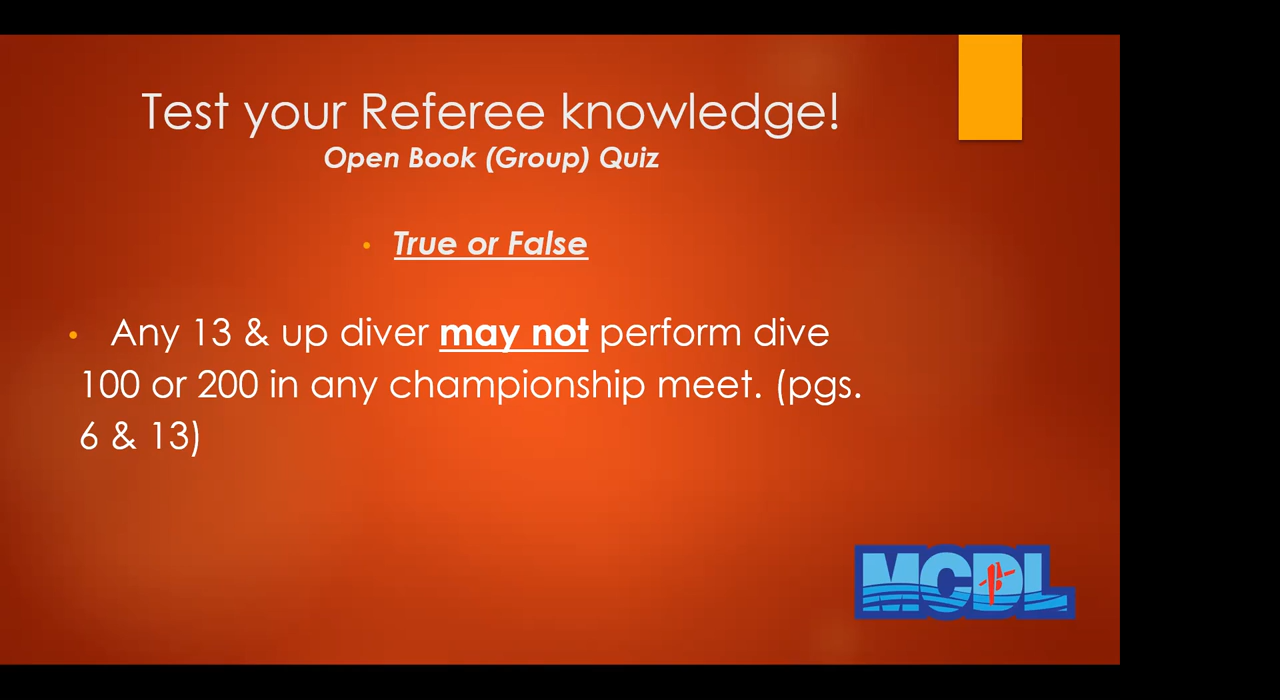 Test your Referee knowledge!
Open Book (Group) Quiz
• True or False
• Any 13 & up diver may not perform dive
100 or 200 in any championship meet. (pgs.
6 & 13)
MCDL